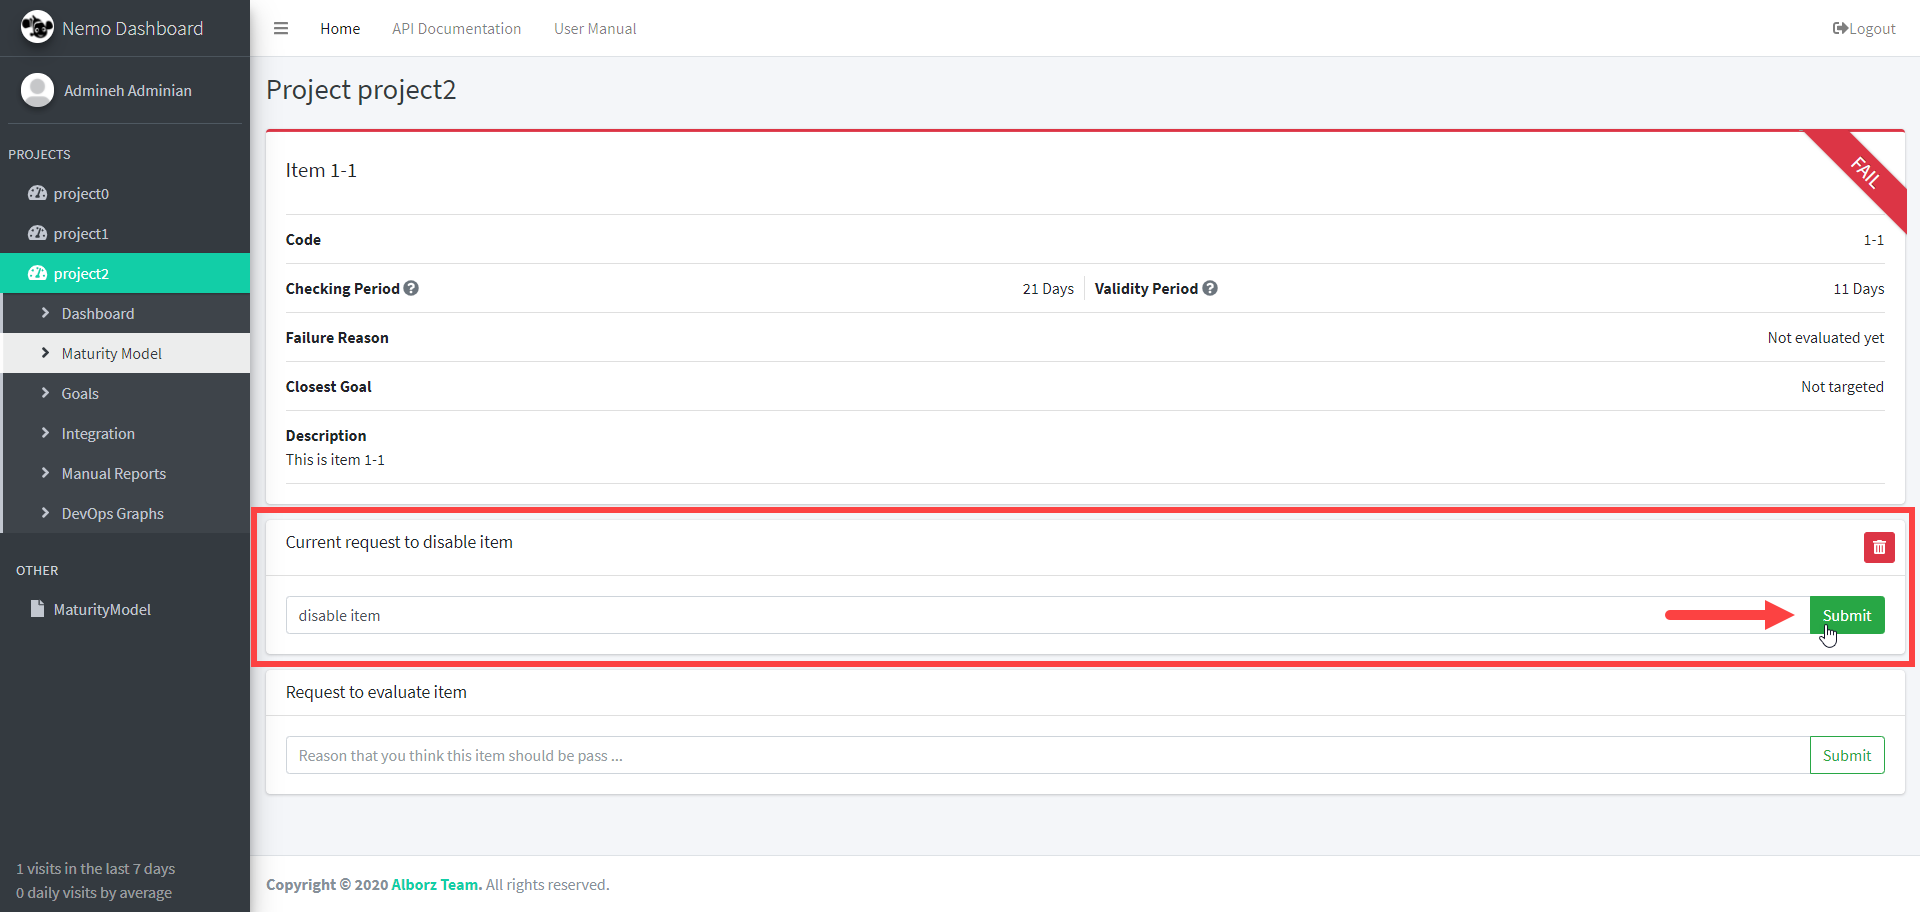 Nemo Dashboard
Home
API Documentation
User Manual
Logout
Admineh Adminian
PROJECTS
project0
project1
project2
Dashboard
Maturity Model
Goals
Integration
Manual Reports
DevOps Graphs
OTHER
MaturityModel
1 visits in the last 7 days
0 daily visits by average
Project project2
FAIL
Item 1-1
Code 1-1
Checking Period 21 Days Validity Period 11 Days
Failure Reason Not evaluated yet
Closest Goal Not targeted
Description
This is item 1-1
Current request to disable item
disable item Submit
Request to evaluate item
Reason that you think this item should be pass ... Submit
Copyright © 2020 Alborz Team. All rights reserved.